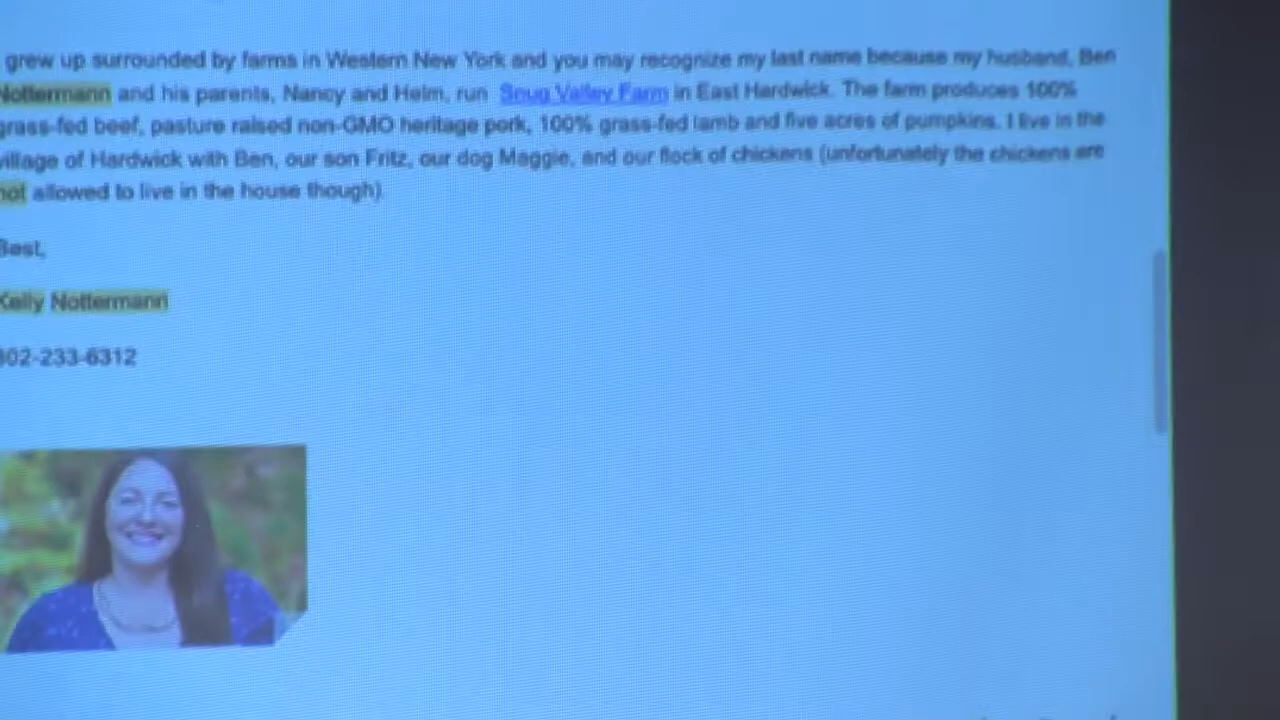 grew up surrounded by farms in Western New York and you may recognize my last name because my husband, Ben
Nottermann and his parents, Nancy and Helm, run Snug Valley Farm in East Hardwick. The farm produces 100%
grass-fed beef, pasture raised non-GMO heritage pork, 100% grass-fed lamb and five acres of pumpkins. I live in the
village of Hardwick with Ben, our son Fritz, our dog Maggie, and our flock of chickens (unfortunately the chickens are
not allowed to live in the house though).
Best,
Kelly Nottermann
802-233-6312